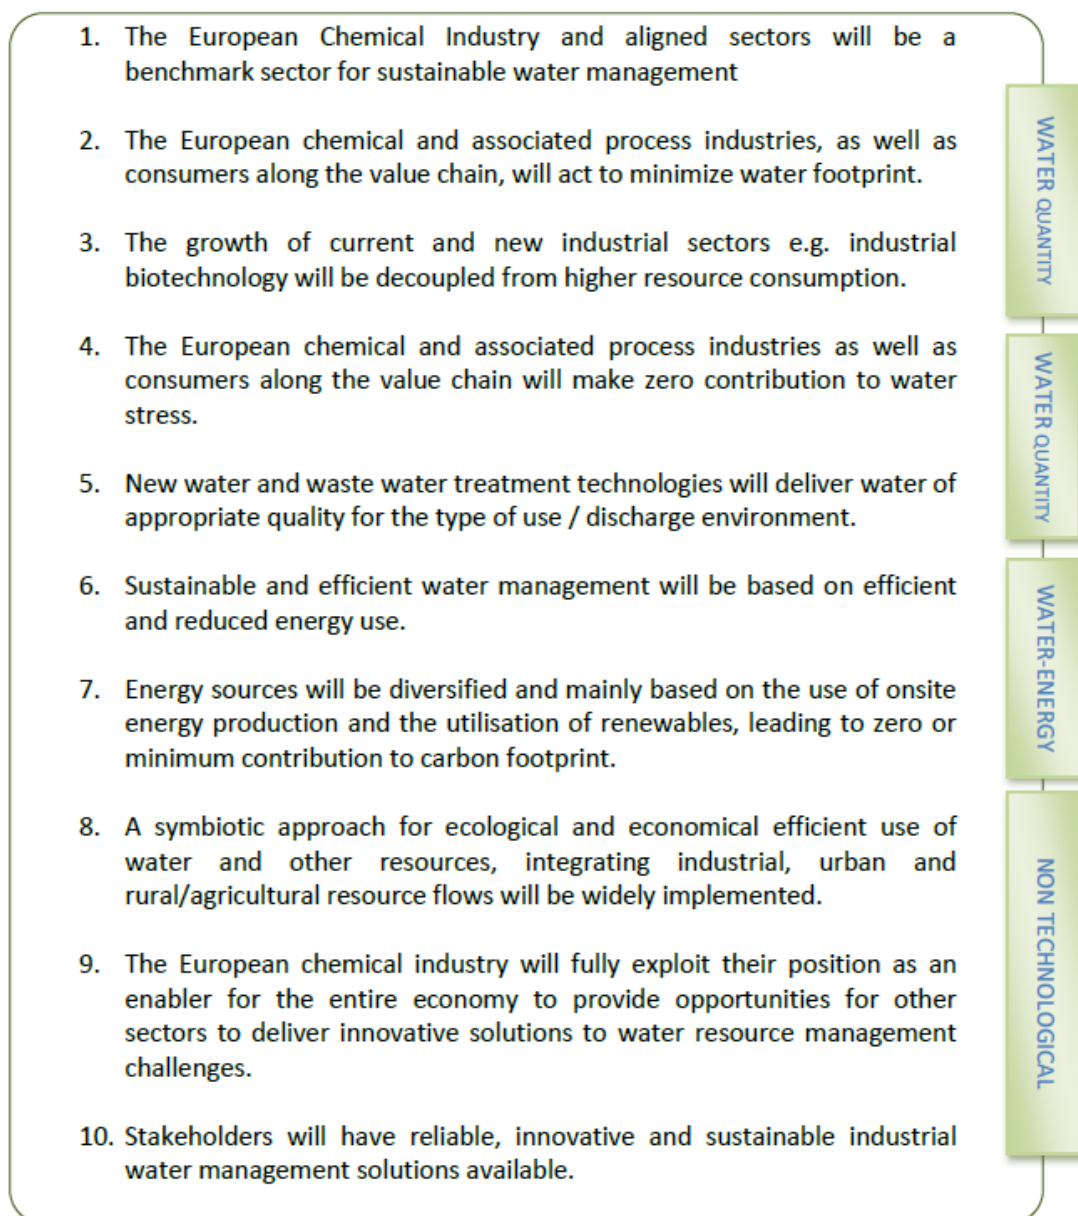 1. The European Chemical Industry and aligned sectors will be a
benchmark sector for sustainable water management
2. The European chemical and associated process industries, as well as
consumers along the value chain, will act to minimize water footprint.
3. The growth of current and new industrial sectors e.g. industrial
biotechnology will be decoupled from higher resource consumption.
4. The European chemical and associated process industries as well as
consumers along the value chain will make zero contribution to water
stress.
5. New water and waste water treatment technologies will deliver water of
appropriate quality for the type of use / discharge environment.
6. Sustainable and efficient water management will be based on efficient
and reduced energy use.
7. Energy sources will be diversified and mainly based on the use of onsite
energy production and the utilisation of renewables, leading to zero or
minimum contribution to carbon footprint.
8. A symbiotic approach for ecological and economical efficient use of
water and other resources, integrating industrial, urban and
rural/agricultural resource flows will be widely implemented.
9. The European chemical industry will fully exploit their position as an
enabler for the entire economy to provide opportunities for other
sectors to deliver innovative solutions to water resource management
challenges.
10. Stakeholders will have reliable, innovative and sustainable industrial
water management solutions available.
WATER QUANTITY
WATER QUANTITY
WATER-ENERGY
NON TECHNOLOGICAL